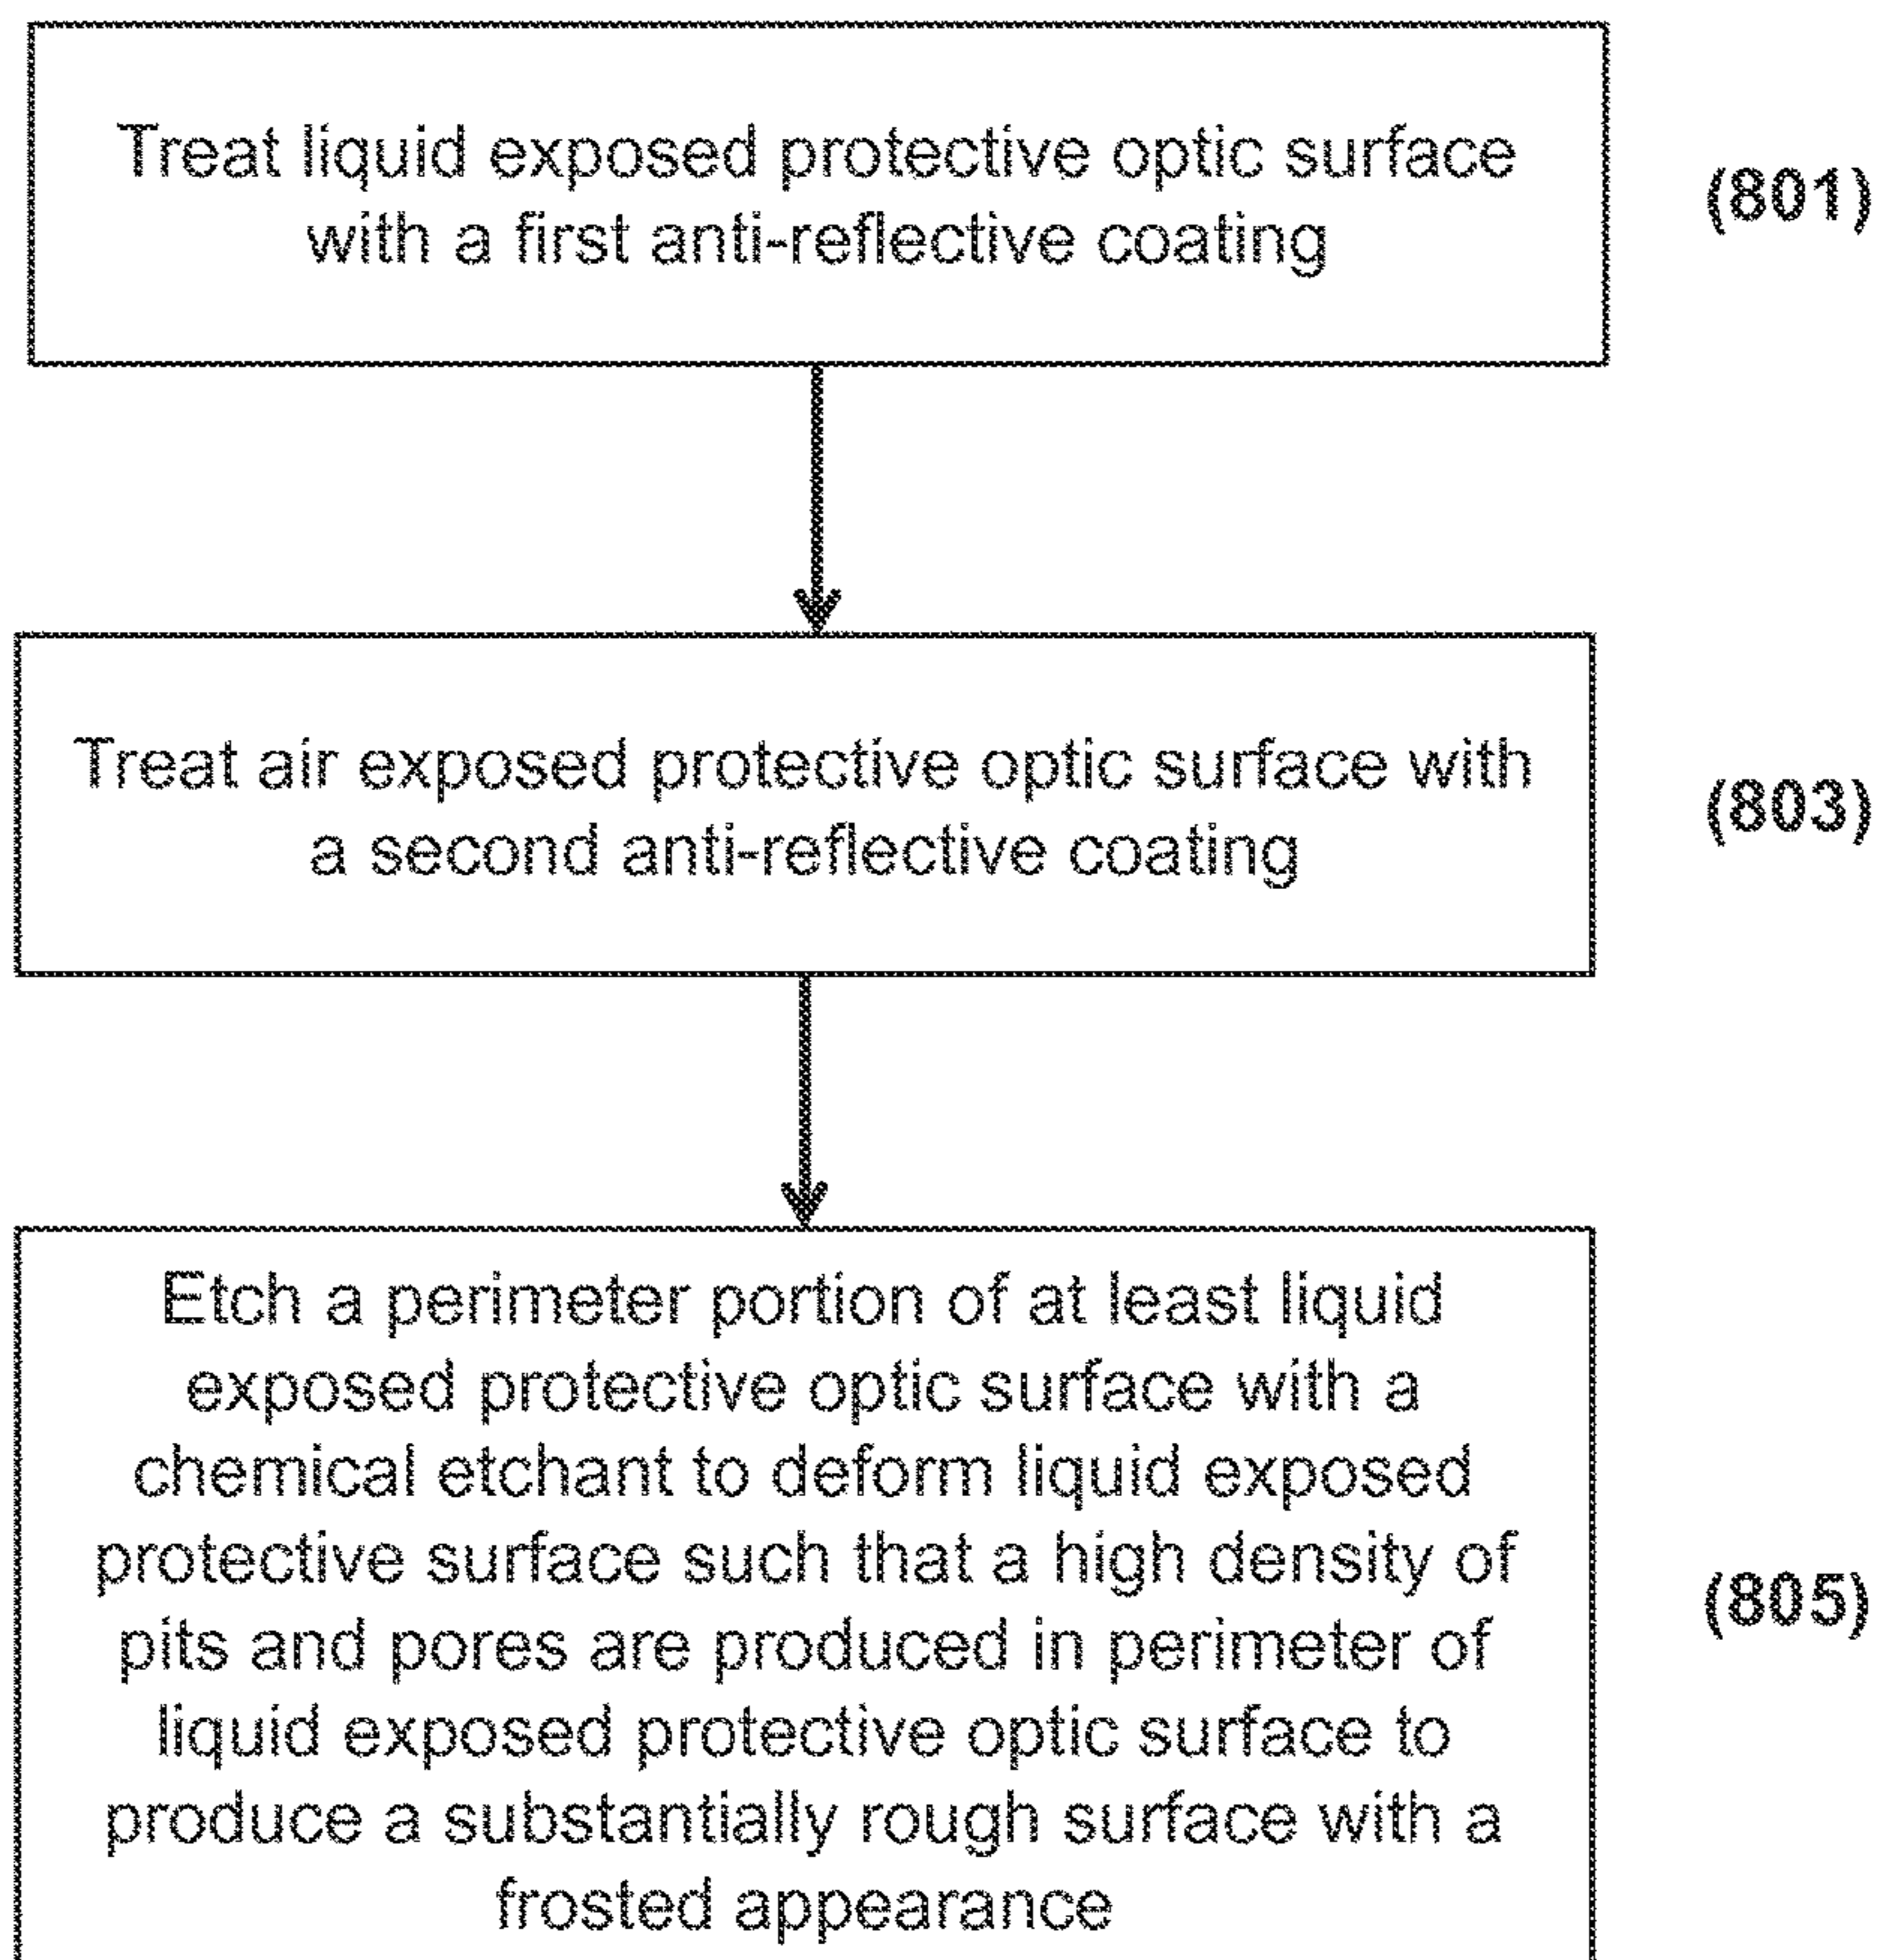 Treat liquid exposed protective optic surface
with a first anti-reflective coating
(801)
Treat air exposed protective optic surface with
a second anti-reflective coating
(803)
Etch a perimeter portion of at least liquid
exposed protective optic surface with a
chemical etchant to deform liquid exposed
protective surface such that a high density of
pits and pores are produced in perimeter of
liquid exposed protective optic surface to
produce a substantially rough surface with a
frosted appearance
(805)